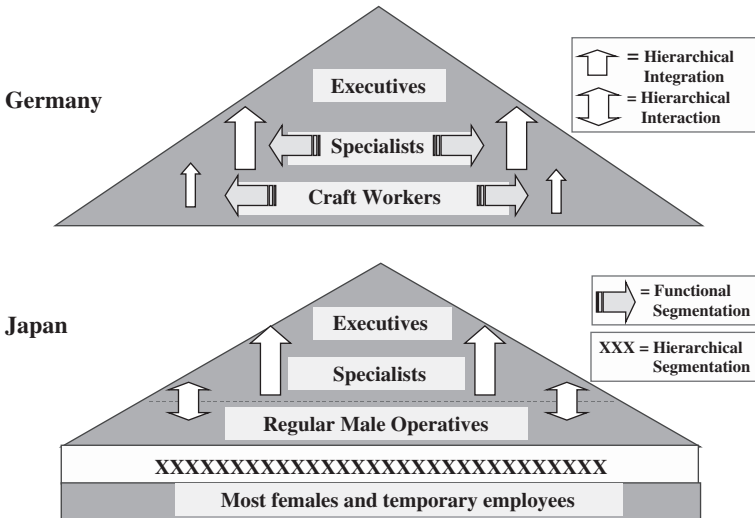 Germany
Executives
Specialists
Craft Workers
= Hierarchical
Integration
= Hierarchical
Interaction
Japan
Executives
Specialists
Regular Male Operatives
XXXXXXXXXXXXXXXXXXXXXXXXXXXXXX
Most females and temporary employees
= Functional
Segmentation
XXX = Hierarchical
Segmentation